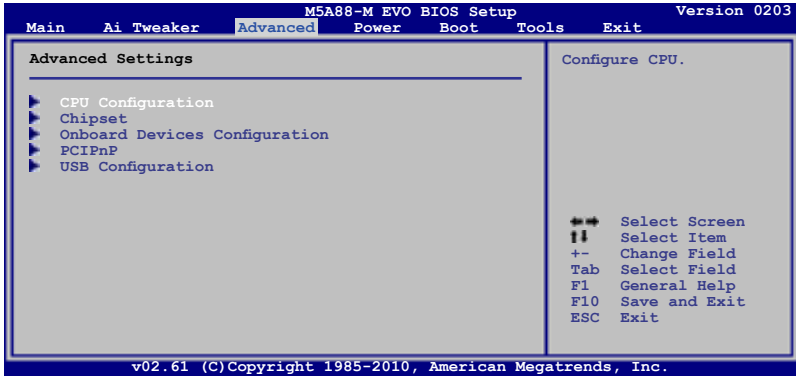 M5A88-M EVO BIOS Setup Version 0203
Main Ai Tweaker Advanced Power Boot Tools Exit
Advanced Settings
CPU Configuration
Chipset
Onboard Devices Configuration
PCIPnP
USB Configuration
Configure CPU.
Select Screen
Select Item
+- Change Field
Tab Select Field
F1 General Help
F10 Save and Exit
ESC Exit
v02.61 (C)Copyright 1985-2010, American Megatrends, Inc.